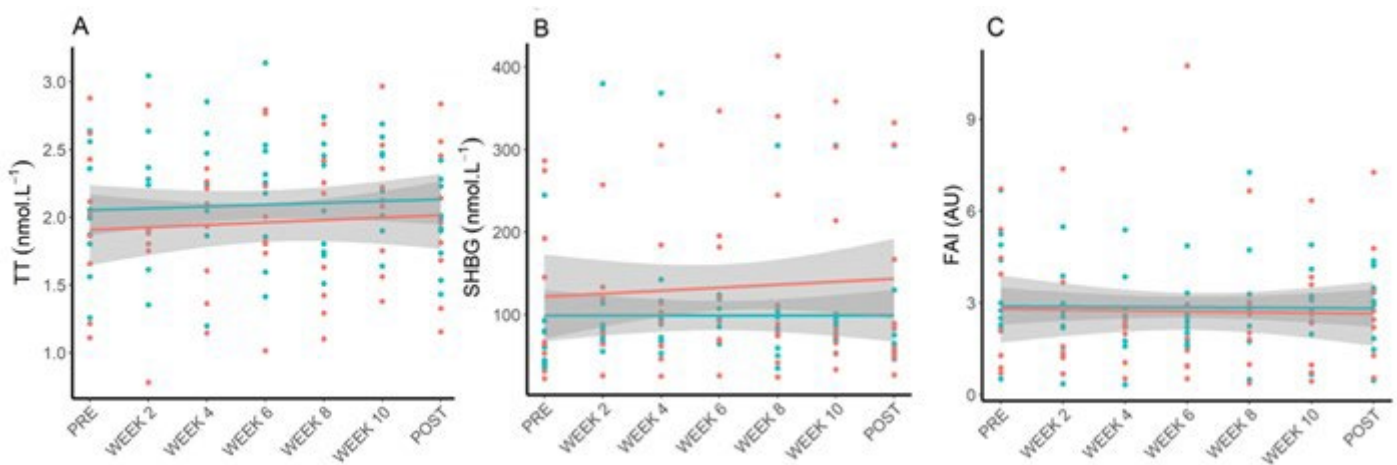 A
TT (nmol.L⁻¹)
3.0
2.5
2.0
1.5
1.0
PRE
WEEK 2
WEEK 4
WEEK 6
WEEK 8
WEEK 10
POST
B
SHBG (nmol.L⁻¹)
400
300
200
100
PRE
WEEK 2
WEEK 4
WEEK 6
WEEK 8
WEEK 10
POST
C
FAI (AU)
9
6
3
0
PRE
WEEK 2
WEEK 4
WEEK 6
WEEK 8
WEEK 10
POST